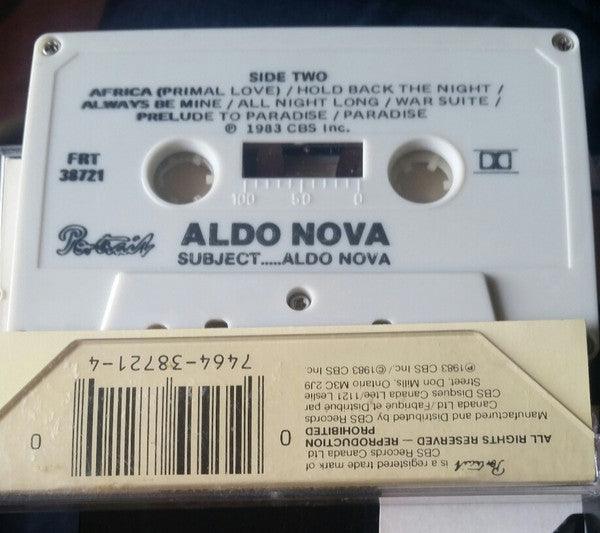 SIDE TWO
AFRICA (PRIMAL LOVE) / HOLD BACK THE NIGHT /
ALWAYS BE MINE / ALL NIGHT LONG / WAR SUITE /
PRELUDE TO PARADISE / PARADISE
℗ 1983 CBS Inc.
FRT
38721
100 50 0
Portrait
ALDO NOVA
SUBJECT.....ALDO NOVA
Portrait is a registered trade mark of
CBS Records Canada Ltd
ALL RIGHTS RESERVED — REPRODUCTION
PROHIBITED
Manufactured and Distributed by CBS Records
Canada Ltd / Fabriqué et Distribué par
CBS Disques Canada Ltée/1121 Leslie
Street, Don Mills, Ontario M3C 2J9
℗1983 CBS Inc/©1983 CBS Inc
0 0
7464-38721-4